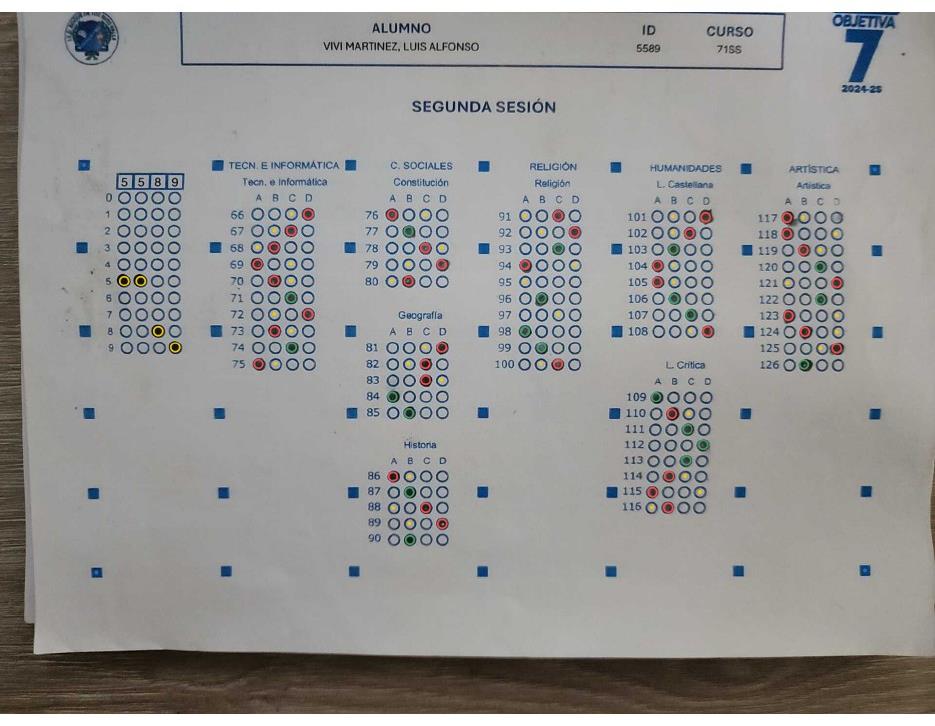 ALUMNO
VIVI MARTINEZ, LUIS ALFONSO
ID
5589
CURSO
71SS
OBJETIVA
7
2024-25
SEGUNDA SESIÓN
5 5 8 9
0
1
2
3
4
5
6
7
8
9
TECN. E INFORMÁTICA
Tecn. e Informática
A B C D
66
67
68
69
70
71
72
73
74
75
C. SOCIALES
Constitución
A B C D
76
77
78
79
80
Geografía
A B C D
81
82
83
84
85
Historia
A B C D
86
87
88
89
90
RELIGIÓN
Religión
A B C D
91
92
93
94
95
96
97
98
99
100
HUMANIDADES
L. Castellana
A B C D
101
102
103
104
105
106
107
108
L. Crítica
A B C D
109
110
111
112
113
114
115
116
ARTÍSTICA
Artística
A B C D
117
118
119
120
121
122
123
124
125
126